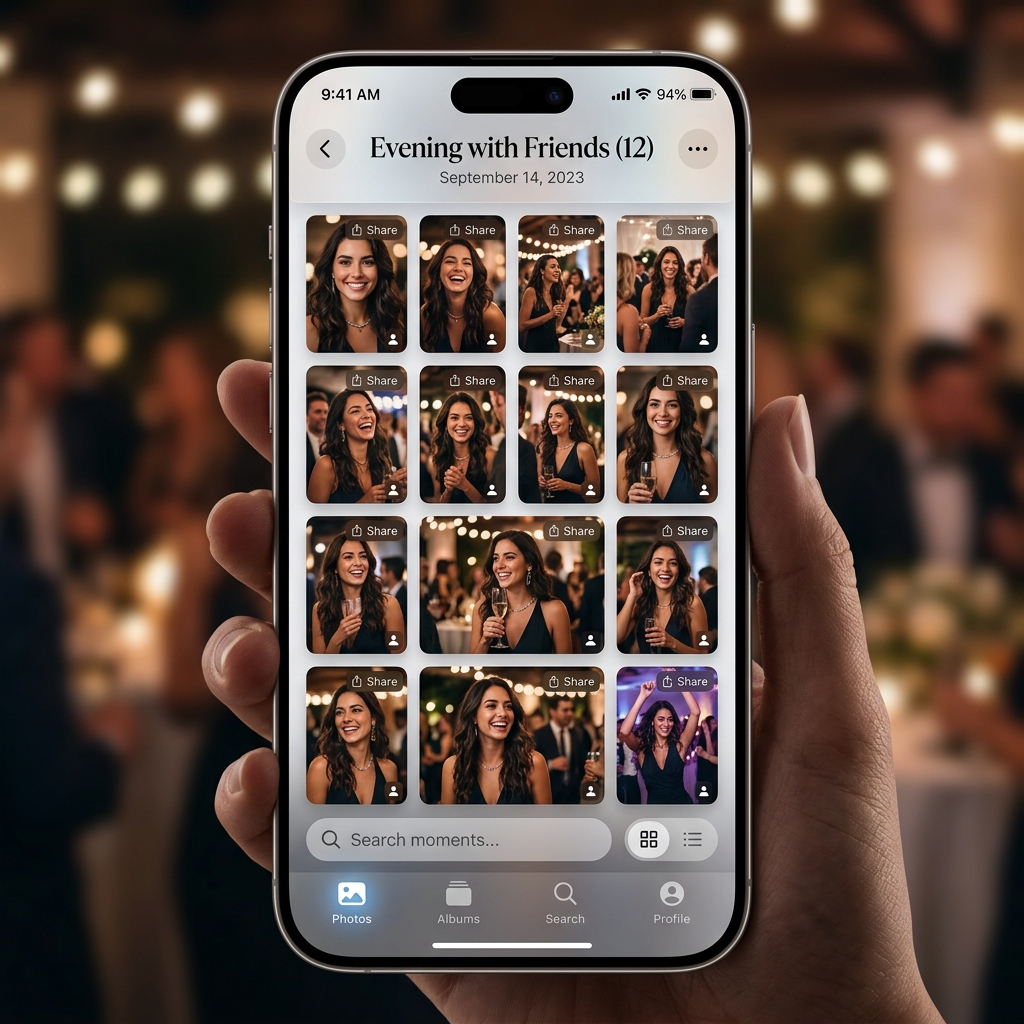 9:41 AM 94%
Evening with Friends (12)
September 14, 2023
Share Share Share Share
Share Share Share Share
Share Share Share
Share Share Share
Search moments...
Photos Albums Search Profile